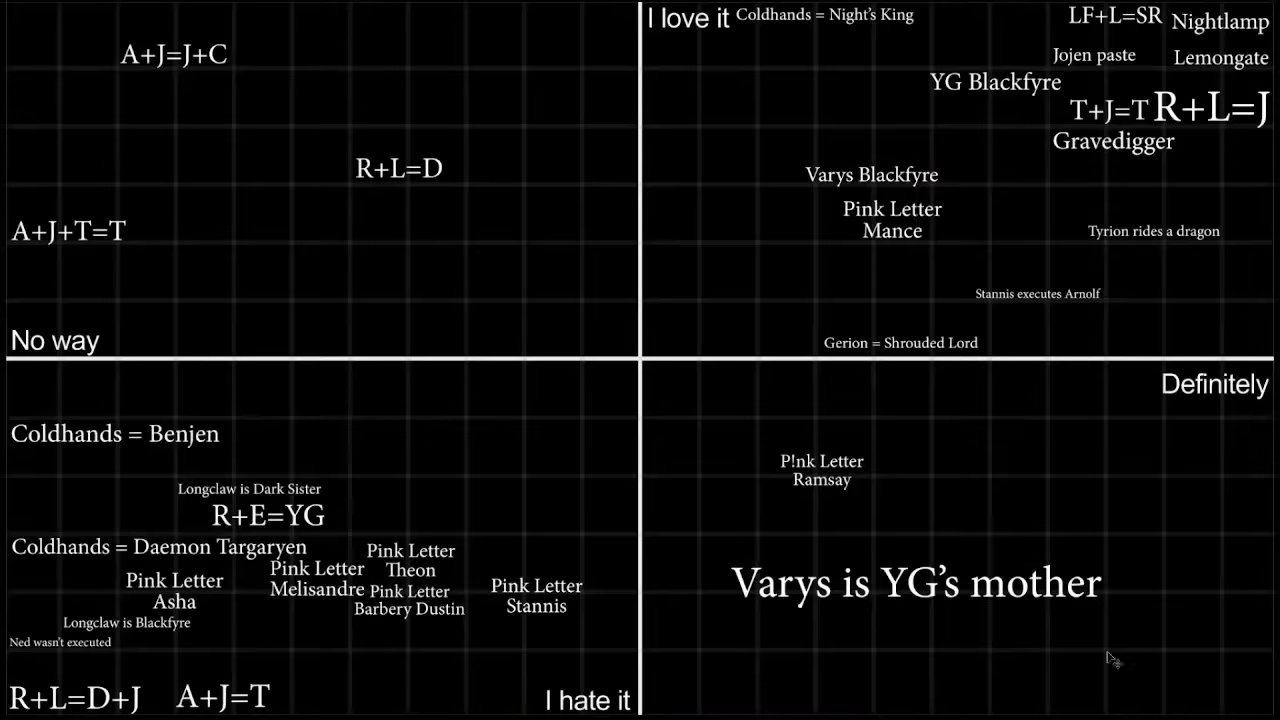 A+J=J+C
R+L=D
A+J+T=T
No way
I love it
Coldhands = Night's King
LF+L=SR
Nightlamp
Jojen paste
Lemongate
YG Blackfyre
T+J=T
R+L=J
Gravedigger
Varys Blackfyre
Pink Letter
Mance
Tyrion rides a dragon
Stannis executes Arnolf
Gerion = Shrouded Lord
Coldhands = Benjen
Longclaw is Dark Sister
R+E=YG
Coldhands = Daemon Targaryen
Pink Letter
Asha
Pink Letter
Melisandre
Pink Letter
Theon
Pink Letter
Barbery Dustin
Pink Letter
Stannis
Longclaw is Blackfyre
Ned wasn't executed
R+L=D+J
A+J=T
I hate it
Definitely
P!nk Letter
Ramsay
Varys is YG's mother